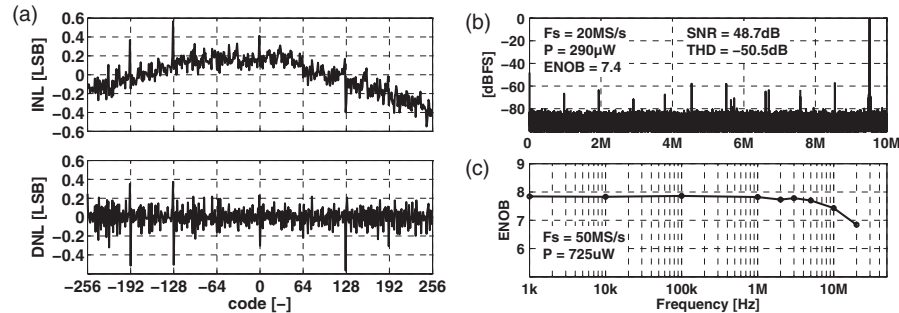 (a)
0.6
0.4
0.2
0
−0.2
−0.4
−0.6
INL [LSB]
0.4
0.2
0
−0.2
−0.4
DNL [LSB]
−256 −192 −128 −64 0 64 128 192 256
code [−]
(b)
0
−20
−40
−60
−80
[dBFS]
Fs = 20MS/s
P = 290µW
ENOB = 7.4
SNR = 48.7dB
THD = −50.5dB
0 2M 4M 6M 8M 10M
(c)
9
8
7
6
ENOB
Fs = 50MS/s
P = 725uW
1k 10k 100k 1M 10M
Frequency [Hz]